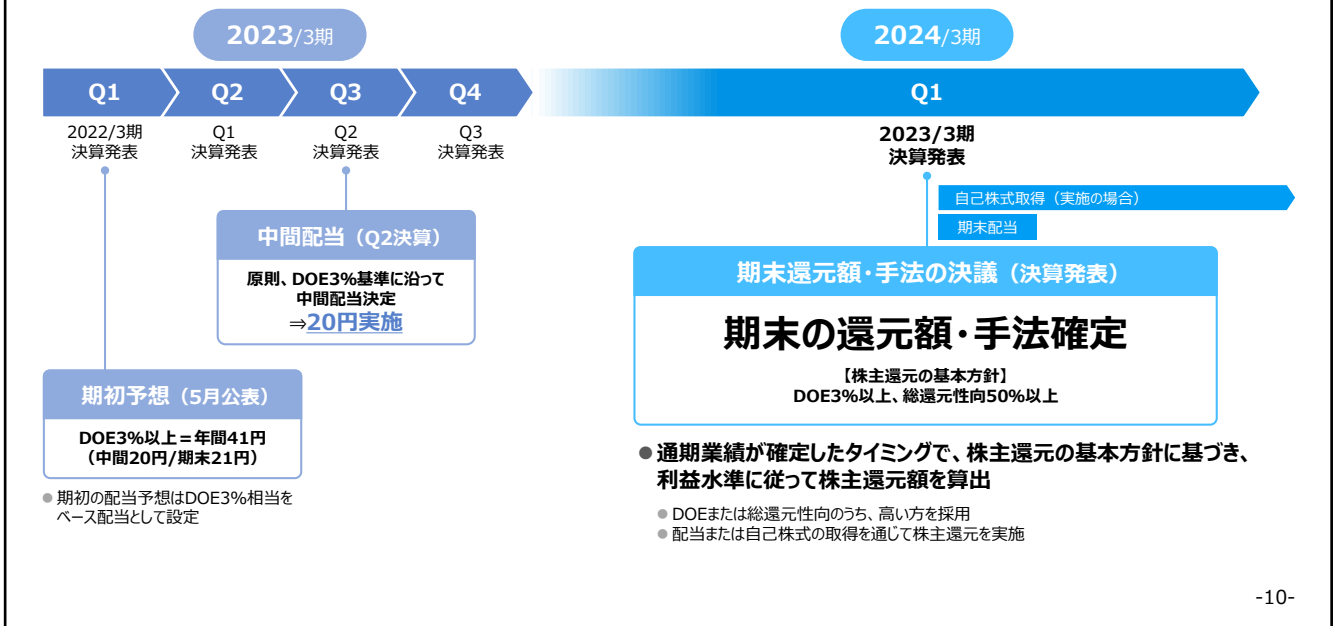 2023/3期
Q1
Q2
Q3
Q4
2022/3期
決算発表
Q1
決算発表
Q2
決算発表
Q3
決算発表
中間配当（Q2決算）
原則、DOE3%基準に沿って
中間配当決定
⇒20円実施
期初予想（5月公表）
DOE3%以上＝年間41円
（中間20円/期末21円）
●期初の配当予想はDOE3%相当を
ベース配当として設定
2024/3期
Q1
2023/3期
決算発表
自己株式取得（実施の場合）
期末配当
期末還元額・手法の決議（決算発表）
期末の還元額・手法確定
【株主還元の基本方針】
DOE3%以上、総還元性向50%以上
●通期業績が確定したタイミングで、株主還元の基本方針に基づき、
利益水準に従って株主還元額を算出
●DOEまたは総還元性向のうち、高い方を採用
●配当または自己株式の取得を通じて株主還元を実施
-10-